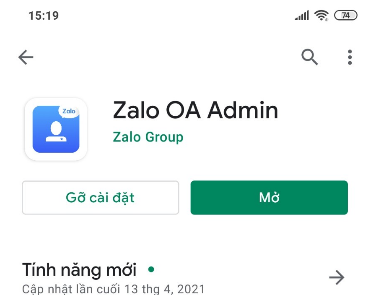 15:19
74
Zalo
Zalo OA Admin
Zalo Group
Gỡ cài đặt
Mở
Tính năng mới
Cập nhật lần cuối 13 thg 4, 2021